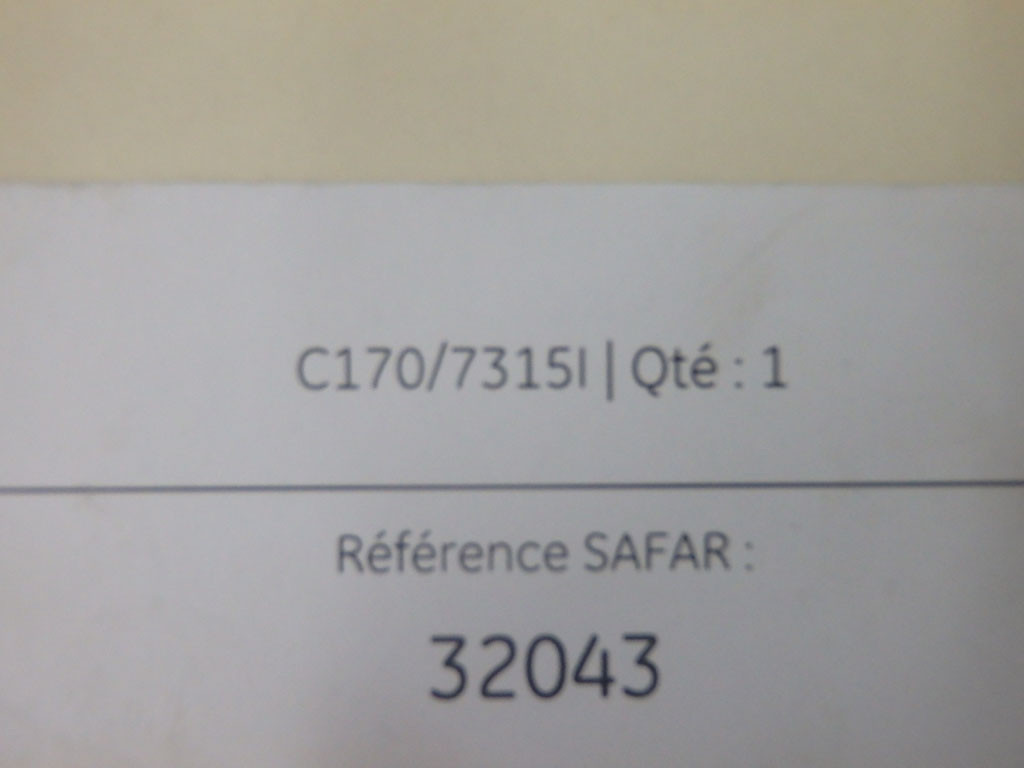 C170/7315I | Qté : 1
Référence SAFAR :
32043